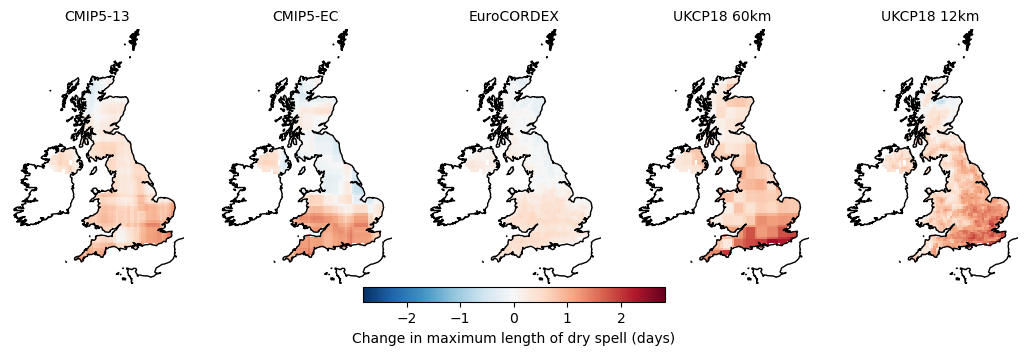 CMIP5-13 CMIP5-EC EuroCORDEX UKCP18 60km UKCP18 12km
−2 −1 0 1 2
Change in maximum length of dry spell (days)